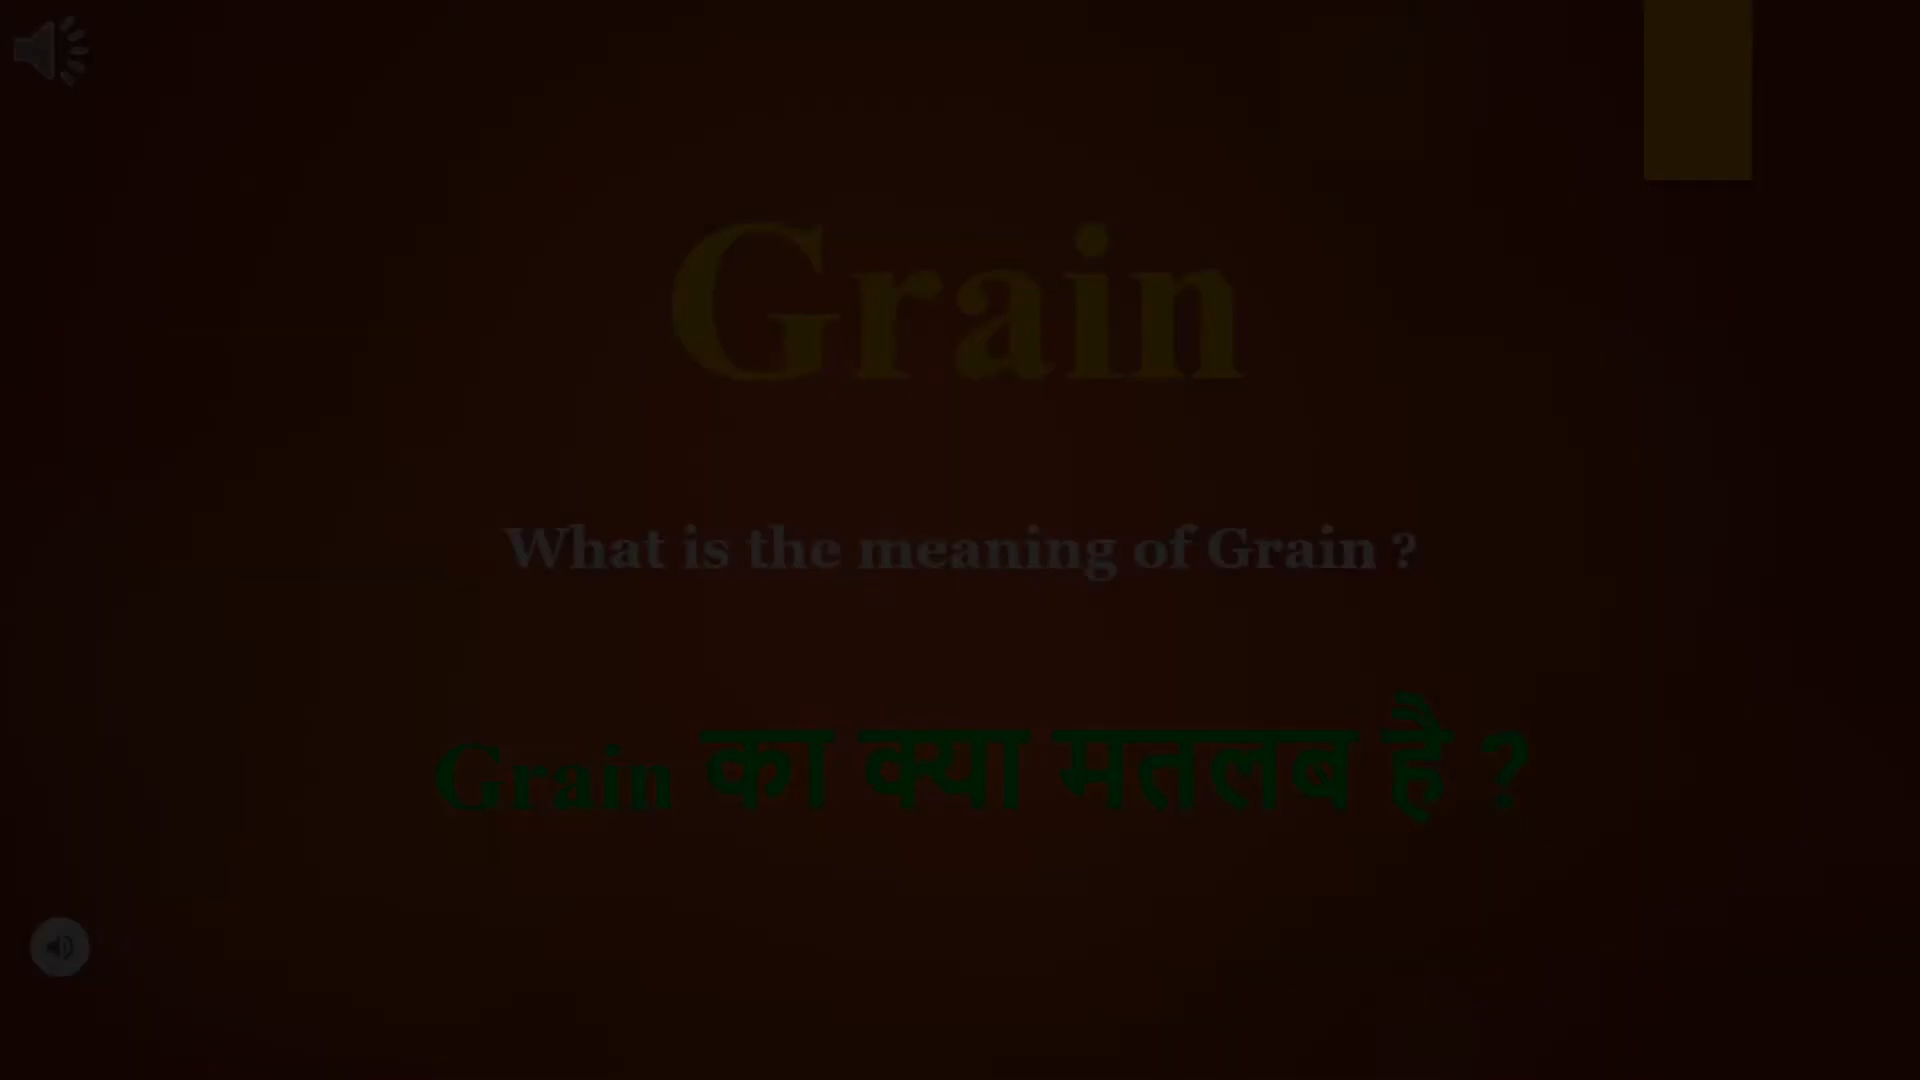 Grain
What is the meaning of Grain ?
Grain का क्या मतलब है ?